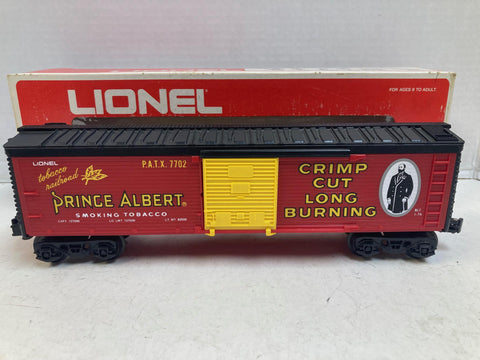 LIONEL
FOR AGES 8 TO ADULT
LIONEL
P.A.T.X. 7702
tobacco
railroad
PRINCE ALBERT
SMOKING TOBACCO
CRIMP
CUT
LONG
BURNING